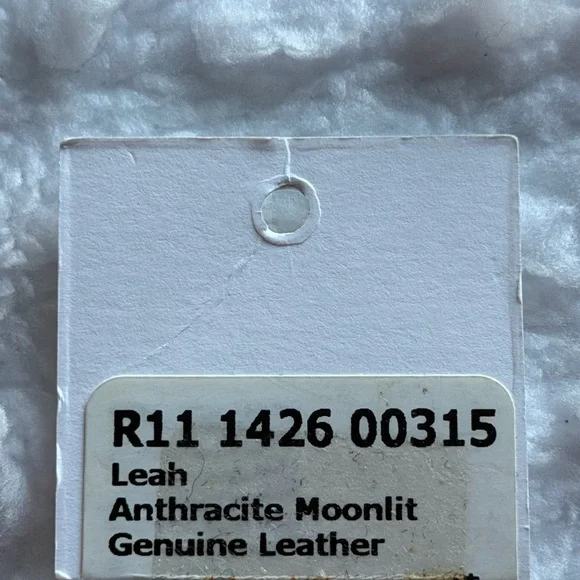 R11 1426 00315
Leah
Anthracite Moonlit
Genuine Leather